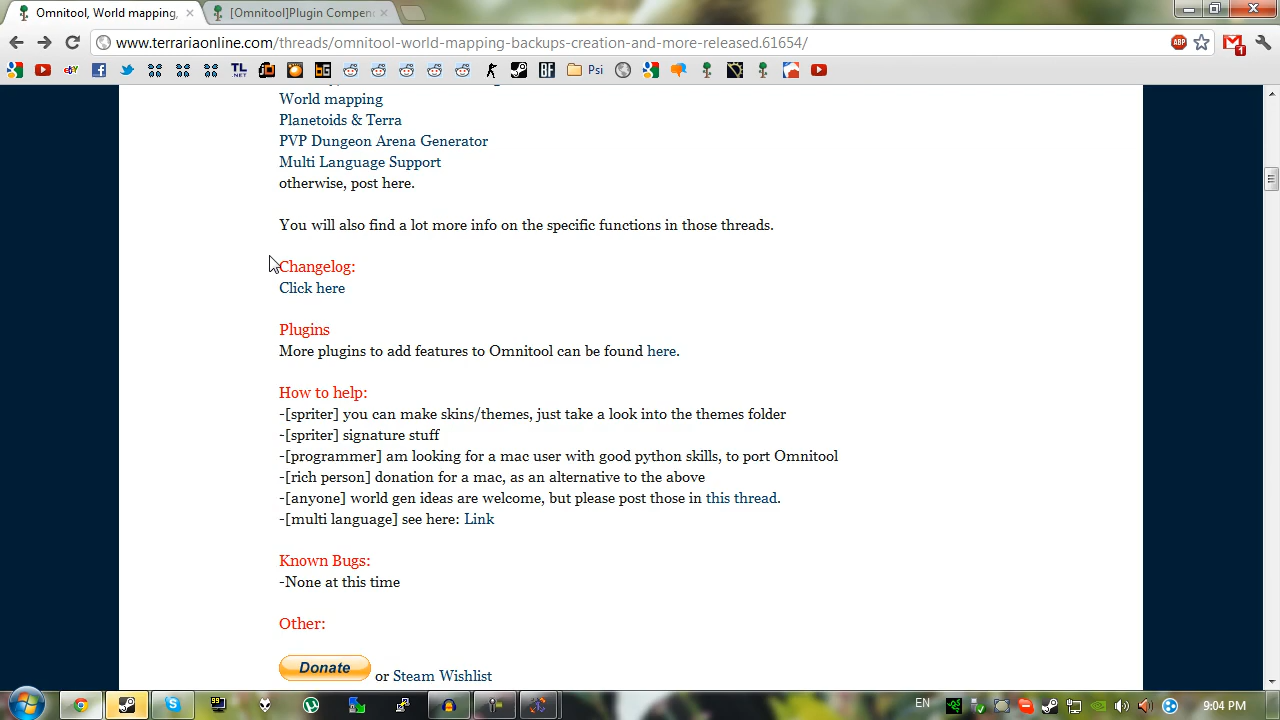 Omnitool, World mapping,
[Omnitool]Plugin Compen
www.terrariaonline.com/threads/omnitool-world-mapping-backups-creation-and-more-released.61654/
Psi
World mapping
Planetoids & Terra
PVP Dungeon Arena Generator
Multi Language Support
otherwise, post here.
You will also find a lot more info on the specific functions in those threads.
Changelog:
Click here
Plugins
More plugins to add features to Omnitool can be found here.
How to help:
-[spriter] you can make skins/themes, just take a look into the themes folder
-[spriter] signature stuff
-[programmer] am looking for a mac user with good python skills, to port Omnitool
-[rich person] donation for a mac, as an alternative to the above
-[anyone] world gen ideas are welcome, but please post those in this thread.
-[multi language] see here: Link
Known Bugs:
-None at this time
Other:
Donate or Steam Wishlist
EN 9:04 PM